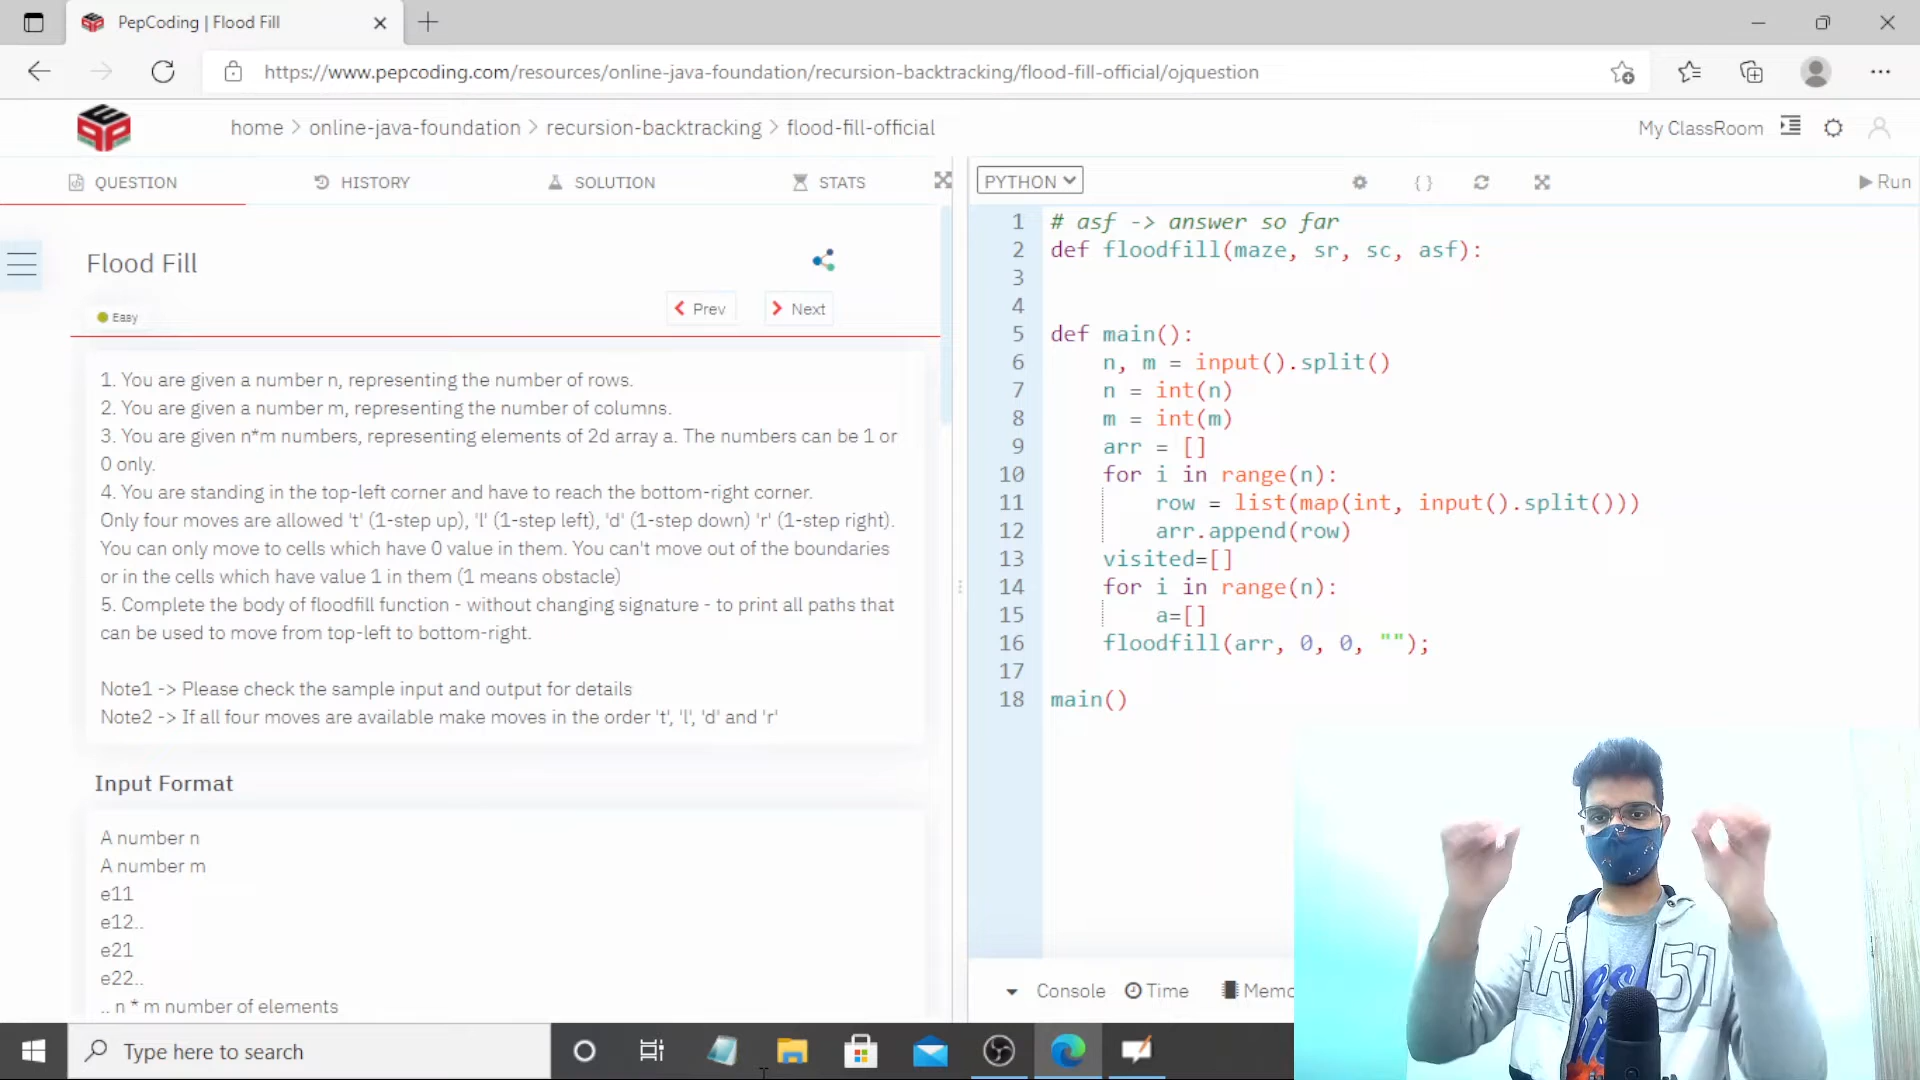 PepCoding | Flood Fill
https://www.pepcoding.com/resources/online-java-foundation/recursion-backtracking/flood-fill-official/ojquestion
home > online-java-foundation > recursion-backtracking > flood-fill-official
My ClassRoom
QUESTION HISTORY SOLUTION STATS
Flood Fill
Easy
Prev Next
1. You are given a number n, representing the number of rows.
2. You are given a number m, representing the number of columns.
3. You are given n*m numbers, representing elements of 2d array a. The numbers can be 1 or
0 only.
4. You are standing in the top-left corner and have to reach the bottom-right corner.
Only four moves are allowed 't' (1-step up), 'l' (1-step left), 'd' (1-step down) 'r' (1-step right).
You can only move to cells which have 0 value in them. You can't move out of the boundaries
or in the cells which have value 1 in them (1 means obstacle)
5. Complete the body of floodfill function - without changing signature - to print all paths that
can be used to move from top-left to bottom-right.
Note1 -> Please check the sample input and output for details
Note2 -> If all four moves are available make moves in the order 't', 'l', 'd' and 'r'
Input Format
A number n
A number m
e11
e12..
e21
e22..
.. n * m number of elements
PYTHON
{ }
Run
1 # asf -> answer so far
2 def floodfill(maze, sr, sc, asf):
3
4
5 def main():
6 n, m = input().split()
7 n = int(n)
8 m = int(m)
9 arr = []
10 for i in range(n):
11 row = list(map(int, input().split()))
12 arr.append(row)
13 visited=[]
14 for i in range(n):
15 a=[]
16 floodfill(arr, 0, 0, "");
17
18 main()
Console Time Memo
51
Type here to search